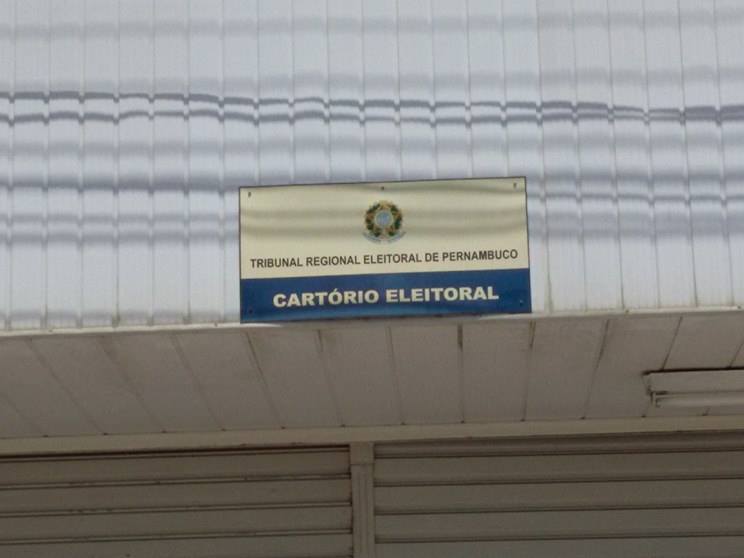 TRIBUNAL REGIONAL ELEITORAL DE PERNAMBUCO
CARTÓRIO ELEITORAL